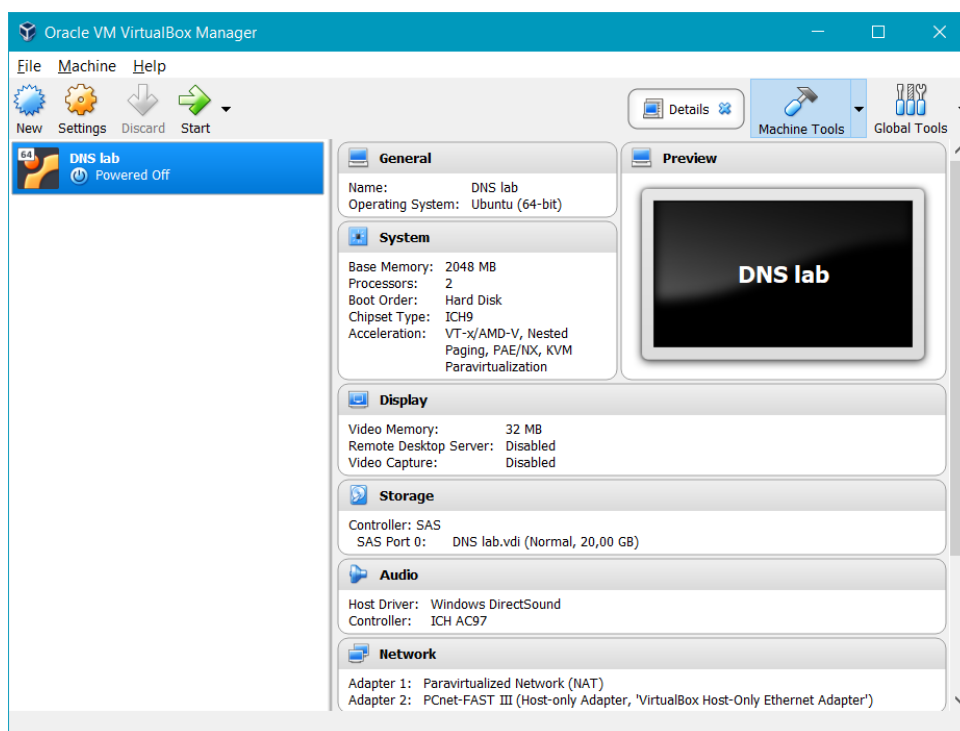 Oracle VM VirtualBox Manager
File Machine Help
New Settings Discard Start
Details Machine Tools Global Tools
64
DNS lab
Powered Off
General
Name: DNS lab
Operating System: Ubuntu (64-bit)
System
Base Memory: 2048 MB
Processors: 2
Boot Order: Hard Disk
Chipset Type: ICH9
Acceleration: VT-x/AMD-V, Nested
Paging, PAE/NX, KVM
Paravirtualization
Preview
DNS lab
Display
Video Memory: 32 MB
Remote Desktop Server: Disabled
Video Capture: Disabled
Storage
Controller: SAS
SAS Port 0: DNS lab.vdi (Normal, 20,00 GB)
Audio
Host Driver: Windows DirectSound
Controller: ICH AC97
Network
Adapter 1: Paravirtualized Network (NAT)
Adapter 2: PCnet-FAST III (Host-only Adapter, 'VirtualBox Host-Only Ethernet Adapter')